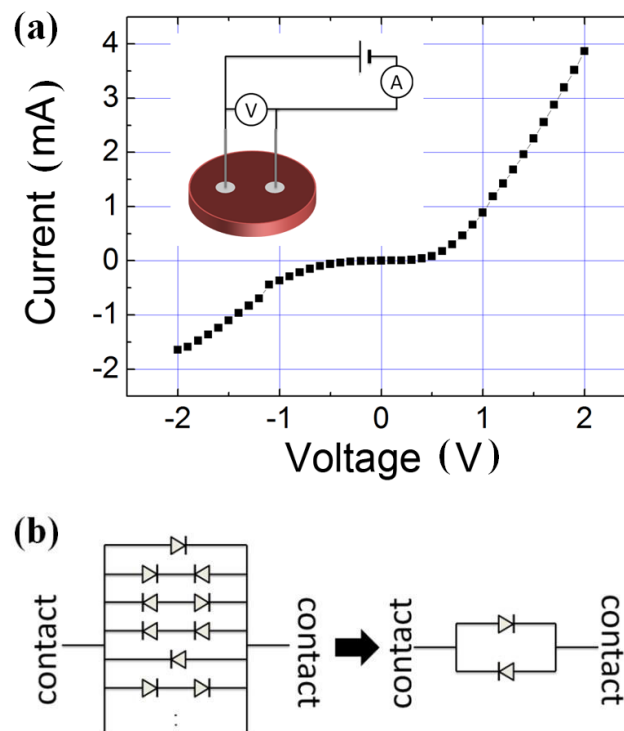 (a)
4
3
2
1
0
-1
-2
Current (mA)
V
A
-2 -1 0 1 2
Voltage (V)
(b)
contact
contact
contact
contact